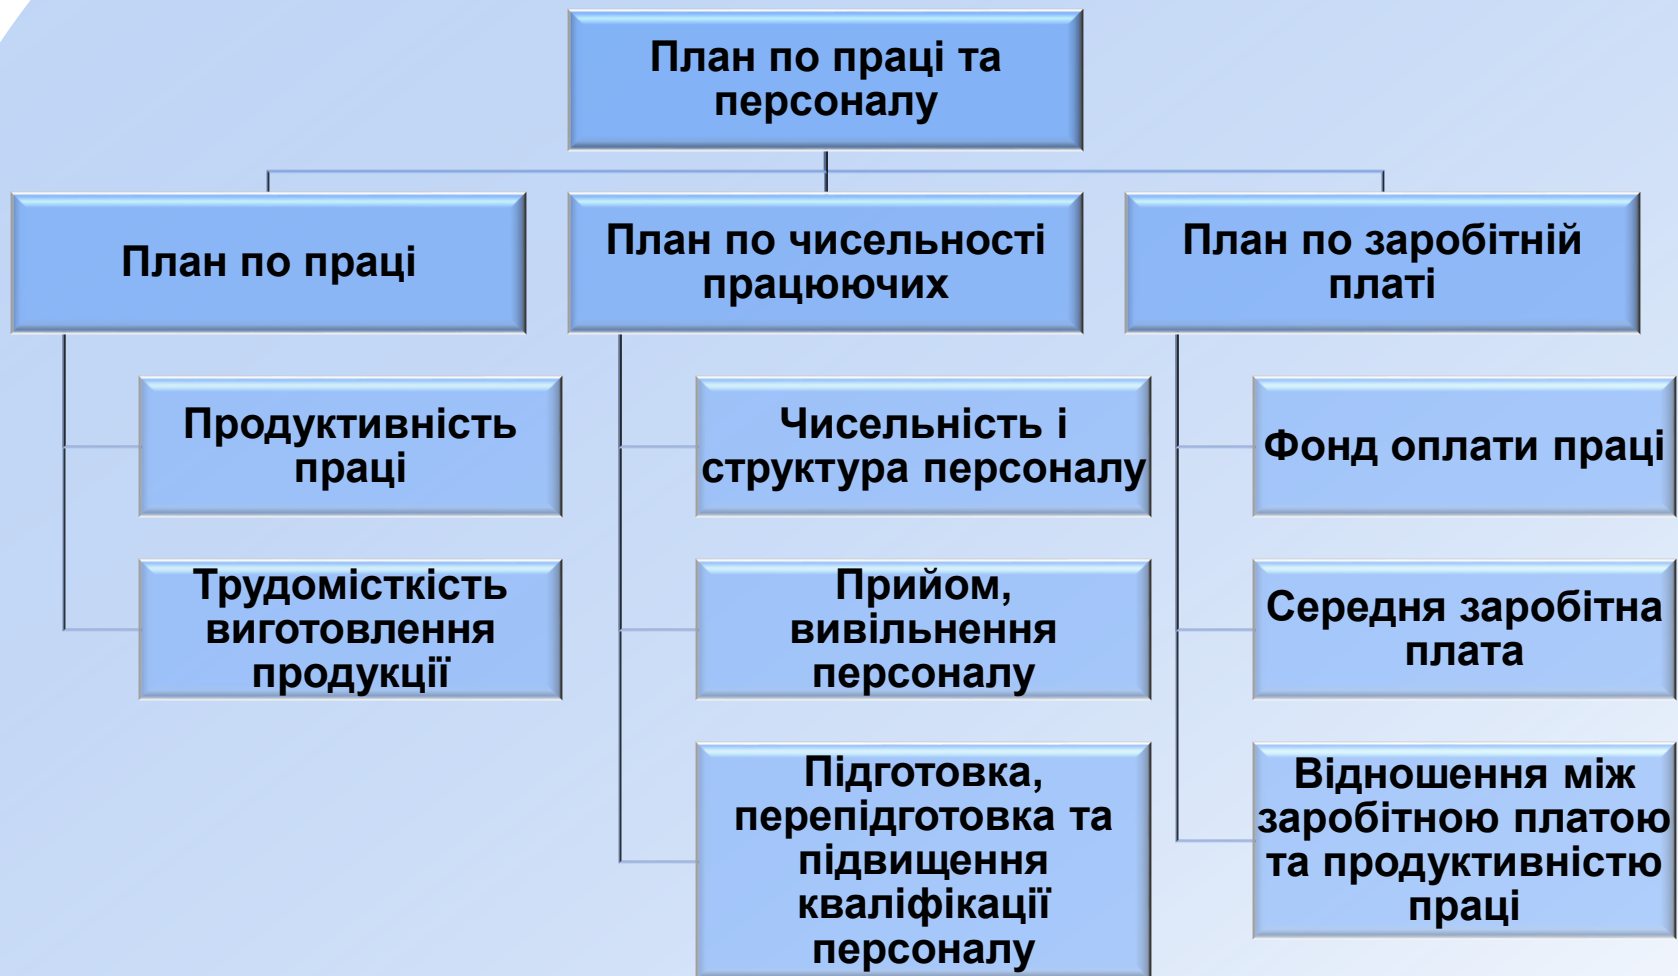 План по праці та
персоналу
План по праці
План по чисельності
працюючих
План по заробітній
платі
Продуктивність
праці
Трудомісткість
виготовлення
продукції
Чисельність і
структура персоналу
Прийом,
вивільнення
персоналу
Підготовка,
перепідготовка та
підвищення
кваліфікації
персоналу
Фонд оплати праці
Середня заробітна
плата
Відношення між
заробітною платою
та продуктивністю
праці